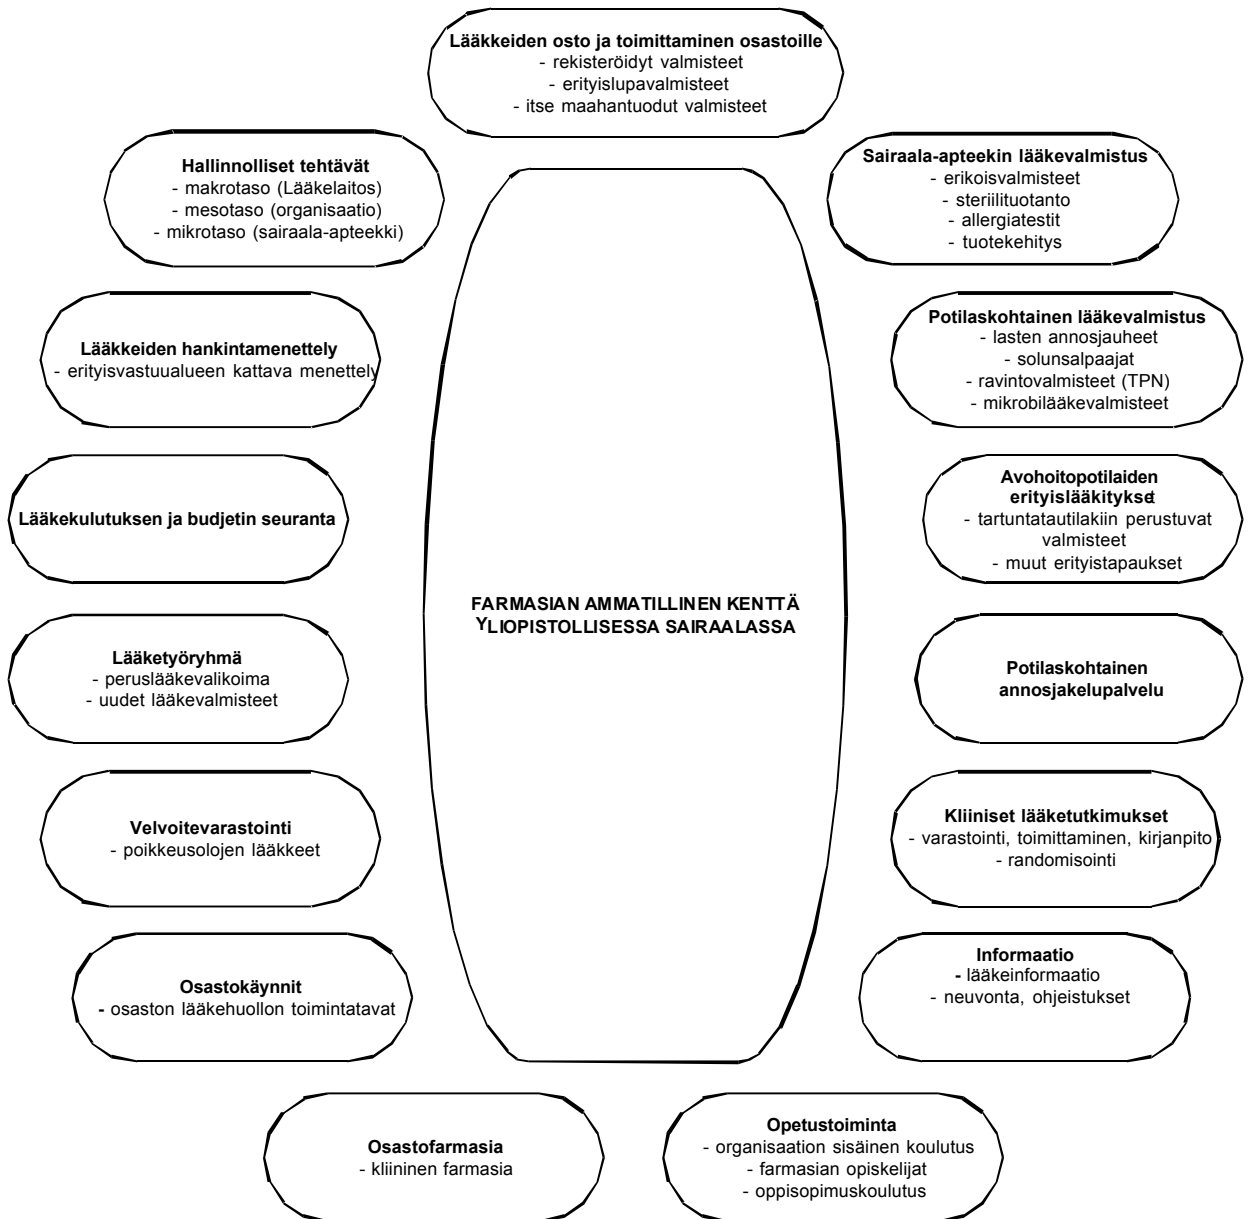 Lääkkeiden osto ja toimittaminen osastoille
- rekisteröidyt valmisteet
- erityislupavalmisteet
- itse maahantuodut valmisteet
Hallinnolliset tehtävät
- makrotaso (Lääkelaitos)
- mesotaso (organisaatio)
- mikrotaso (sairaala-apteekki)
Sairaala-apteekin lääkevalmistus
- erikoisvalmisteet
- steriilituotanto
- allergiatestit
- tuotekehitys
Lääkkeiden hankintamenettely
- erityisvastuualueen kattava menettely
Potilaskohtainen lääkevalmistus
- lasten annosjauheet
- solunsalpaajat
- ravintovalmisteet (TPN)
- mikrobilääkevalmisteet
Lääkekulutuksen ja budjetin seuranta
Avohoitopotilaiden
erityislääkitykset
- tartuntatautilakiin perustuvat
valmisteet
- muut erityistapaukset
FARMASIAN AMMATILLINEN KENTTÄ
YLIOPISTOLLISESSA SAIRAALASSA
Lääketyöryhmä
- peruslääkevalikoima
- uudet lääkevalmisteet
Potilaskohtainen
annosjakelupalvelu
Velvoitevarastointi
- poikkeusolojen lääkkeet
Kliiniset lääketutkimukset
- varastointi, toimittaminen, kirjanpito
- randomisointi
Osastokäynnit
- osaston lääkehuollon toimintatavat
Informaatio
- lääkeinformaatio
- neuvonta, ohjeistukset
Osastofarmasia
- kliininen farmasia
Opetustoiminta
- organisaation sisäinen koulutus
- farmasian opiskelijat
- oppisopimuskoulutus